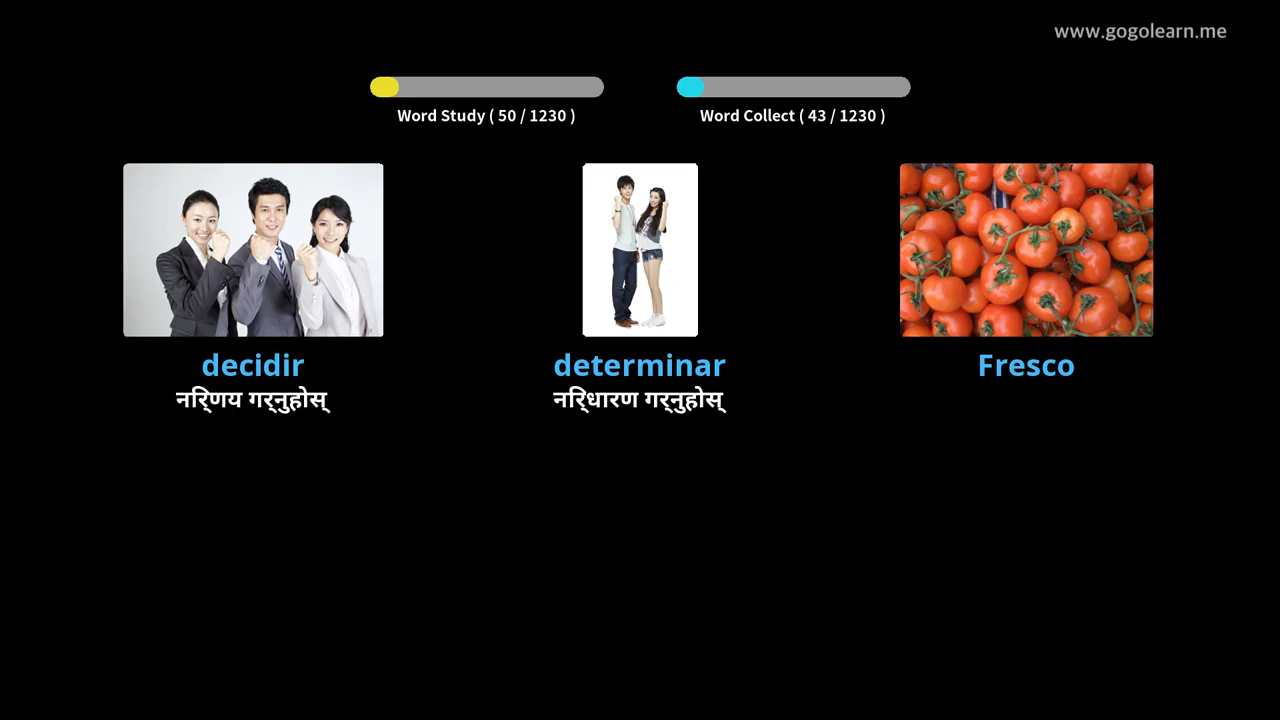 www.gogolearn.me
Word Study ( 50 / 1230 )
Word Collect ( 43 / 1230 )
decidir
निर्णय गर्नुहोस्
determinar
निर्धारण गर्नुहोस्
Fresco